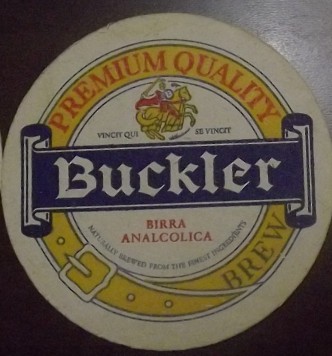 PREMIUM QUALITY
VINCIT QUI SE VINCIT
Buckler
BIRRA
ANALCOLICA
NATURALLY BREWED FROM THE FINEST INGREDIENTS
BREW